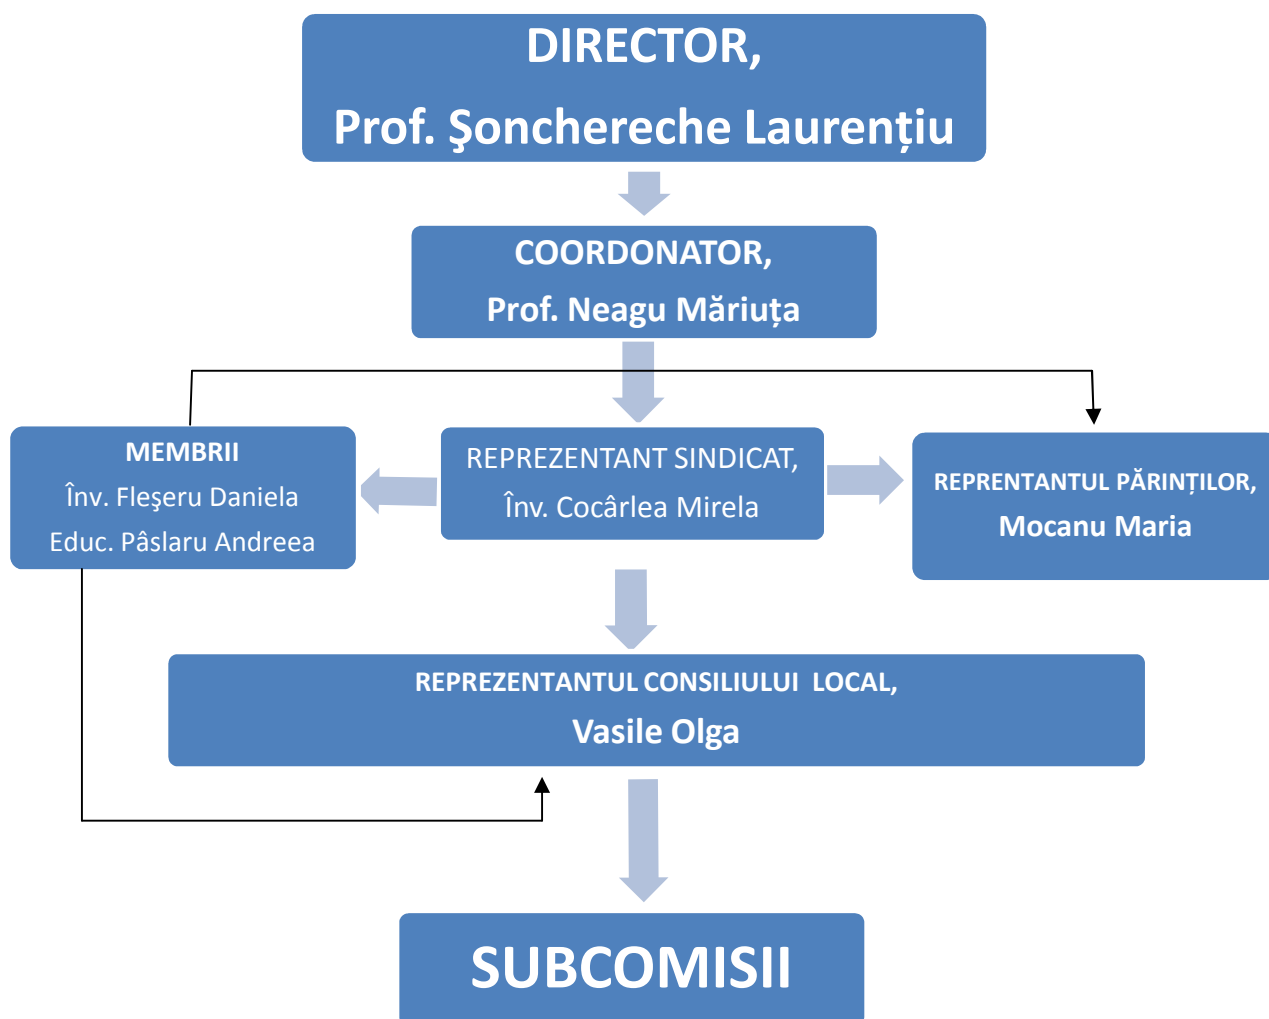 DIRECTOR,
Prof. Şonchereche Laurențiu
COORDONATOR,
Prof. Neagu Măriuța
MEMBRII
Înv. Fleşeru Daniela
Educ. Pâslaru Andreea
REPREZENTANT SINDICAT,
Înv. Cocârlea Mirela
REPRENTANTUL PĂRINȚILOR,
Mocanu Maria
REPREZENTANTUL CONSILIULUI LOCAL,
Vasile Olga
SUBCOMISII